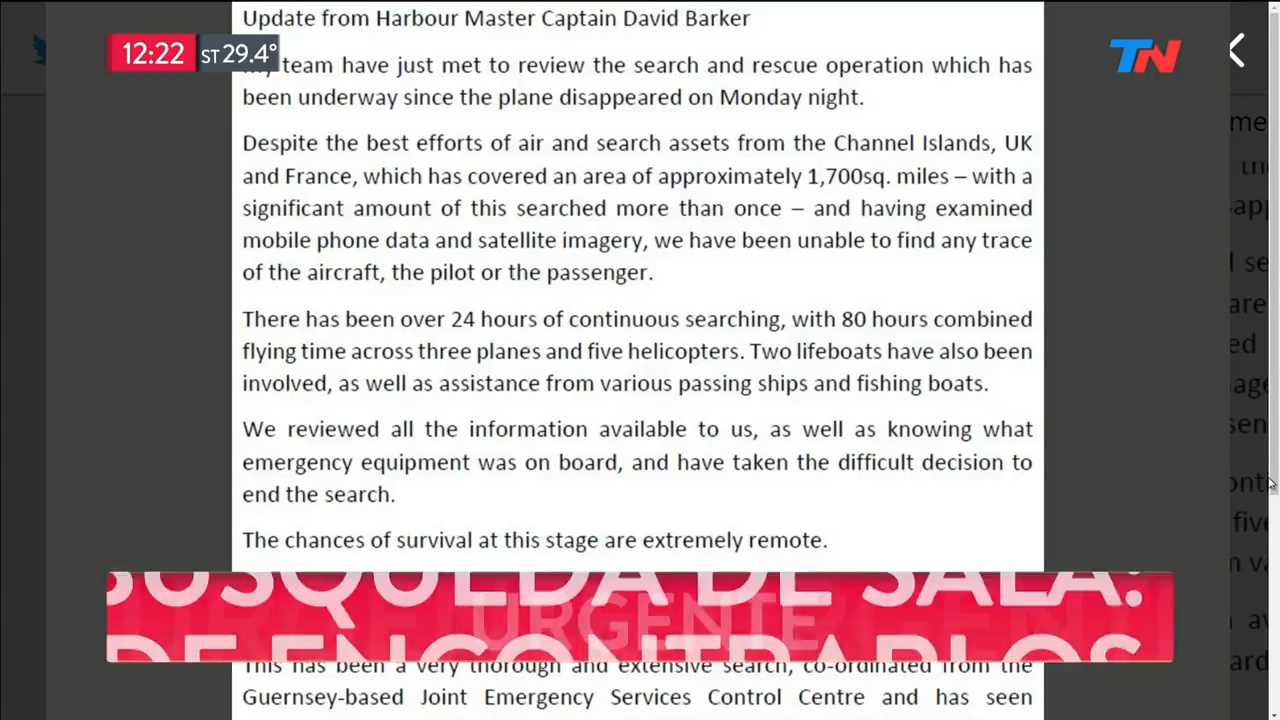 Update from Harbour Master Captain David Barker
12:22
ST 29.4°
TN
team have just met to review the search and rescue operation which has
been underway since the plane disappeared on Monday night.
Despite the best efforts of air and search assets from the Channel Islands, UK
and France, which has covered an area of approximately 1,700sq. miles – with a
significant amount of this searched more than once – and having examined
mobile phone data and satellite imagery, we have been unable to find any trace
of the aircraft, the pilot or the passenger.
There has been over 24 hours of continuous searching, with 80 hours combined
flying time across three planes and five helicopters. Two lifeboats have also been
involved, as well as assistance from various passing ships and fishing boats.
We reviewed all the information available to us, as well as knowing what
emergency equipment was on board, and have taken the difficult decision to
end the search.
The chances of survival at this stage are extremely remote.
BÚSQUEDA DE SALA:
URGENTE
DE ENCONTRARLOS
This has been a very thorough and extensive search, co-ordinated from the
Guernsey-based Joint Emergency Services Control Centre and has seen